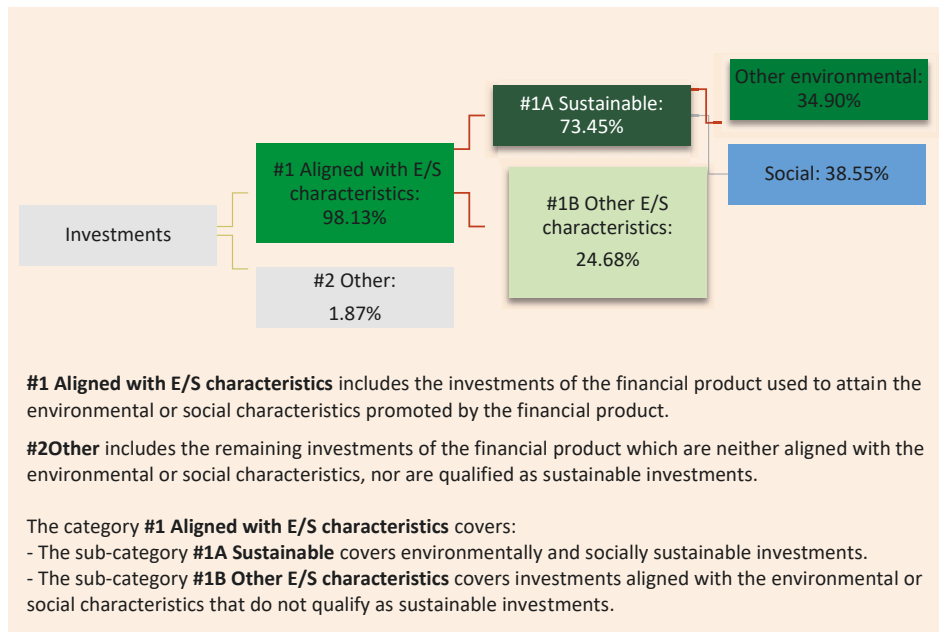 Investments
#1 Aligned with E/S
characteristics:
98.13%
#2 Other:
1.87%
#1A Sustainable:
73.45%
#1B Other E/S
characteristics:
24.68%
Other environmental:
34.90%
Social: 38.55%
#1 Aligned with E/S characteristics includes the investments of the financial product used to attain the
environmental or social characteristics promoted by the financial product.
#2Other includes the remaining investments of the financial product which are neither aligned with the
environmental or social characteristics, nor are qualified as sustainable investments.
The category #1 Aligned with E/S characteristics covers:
- The sub-category #1A Sustainable covers environmentally and socially sustainable investments.
- The sub-category #1B Other E/S characteristics covers investments aligned with the environmental or
social characteristics that do not qualify as sustainable investments.